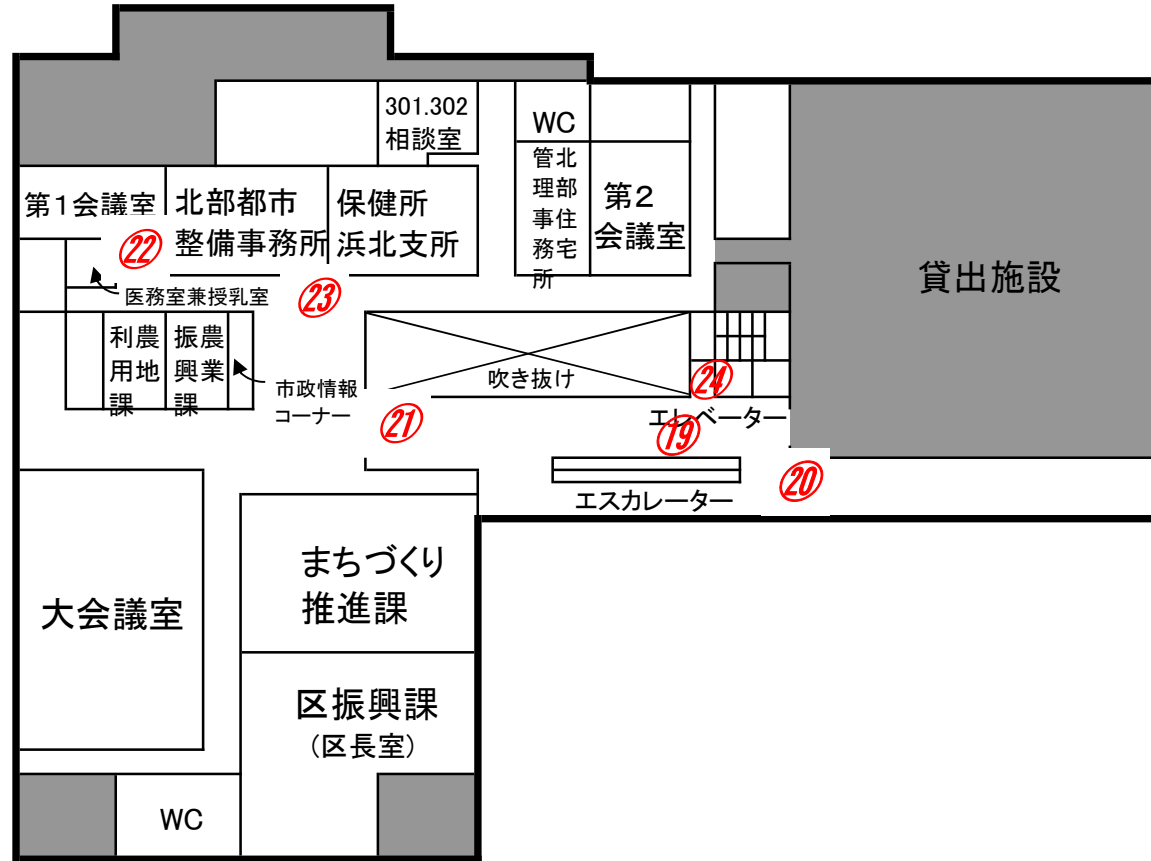 301.302
相談室
WC
管理事務所
北部住宅
第2
会議室
第1会議室
北部都市
整備事務所
保健所
浜北支所
貸出施設
㉒
医務室兼授乳室
㉓
利用課
農地
振興課
農業
市政情報
コーナー
吹き抜け
㉔
㉑
エレベーター
⑲
⑳
エスカレーター
まちづくり
推進課
大会議室
区振興課
(区長室)
WC